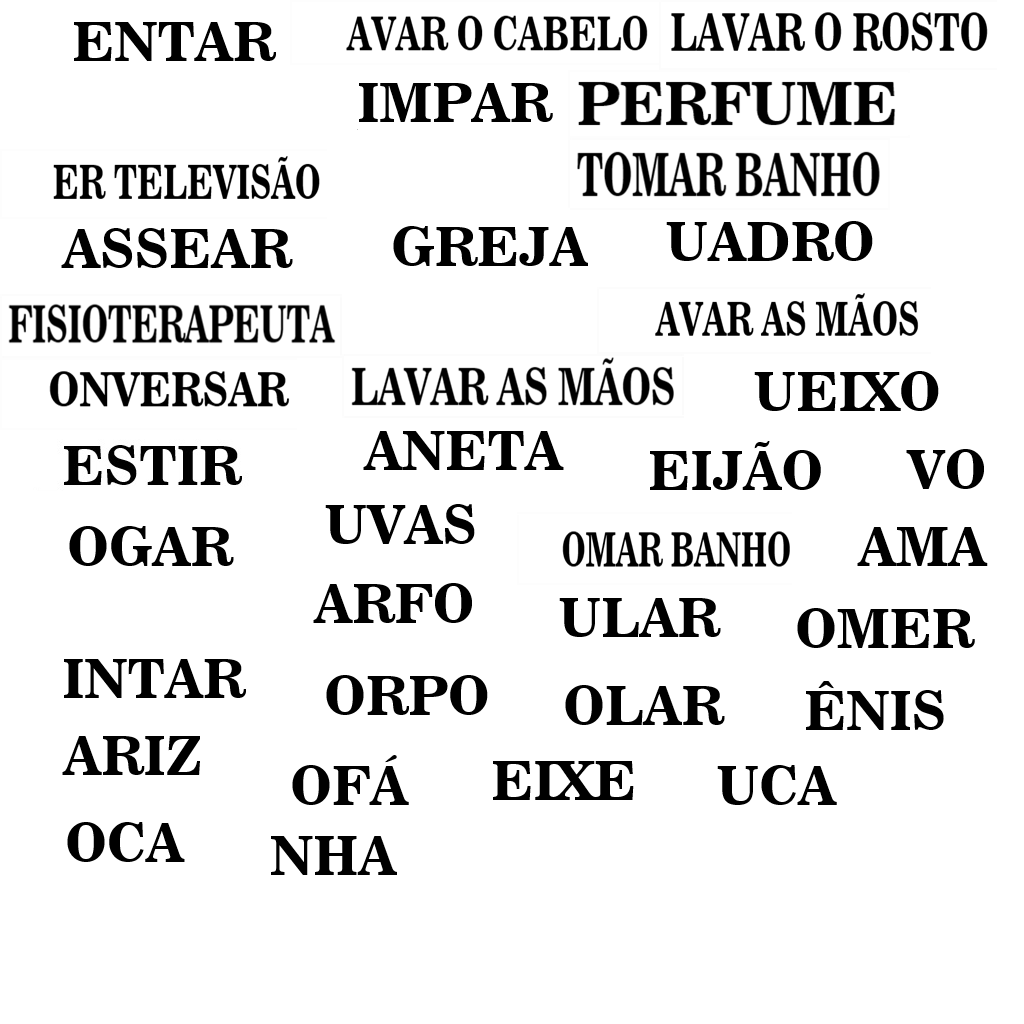 ENTAR AVAR O CABELO LAVAR O ROSTO
IMPAR PERFUME
ER TELEVISÃO TOMAR BANHO
ASSEAR GREJA UADRO
FISIOTERAPEUTA AVAR AS MÃOS
ONVERSAR LAVAR AS MÃOS UEIXO
ESTIR ANETA EIJÃO VO
OGAR UVAS OMAR BANHO AMA
ARFO ULAR OMER
INTAR ORPO OLAR ÊNIS
ARIZ OFÁ EIXE UCA
OCA NHA